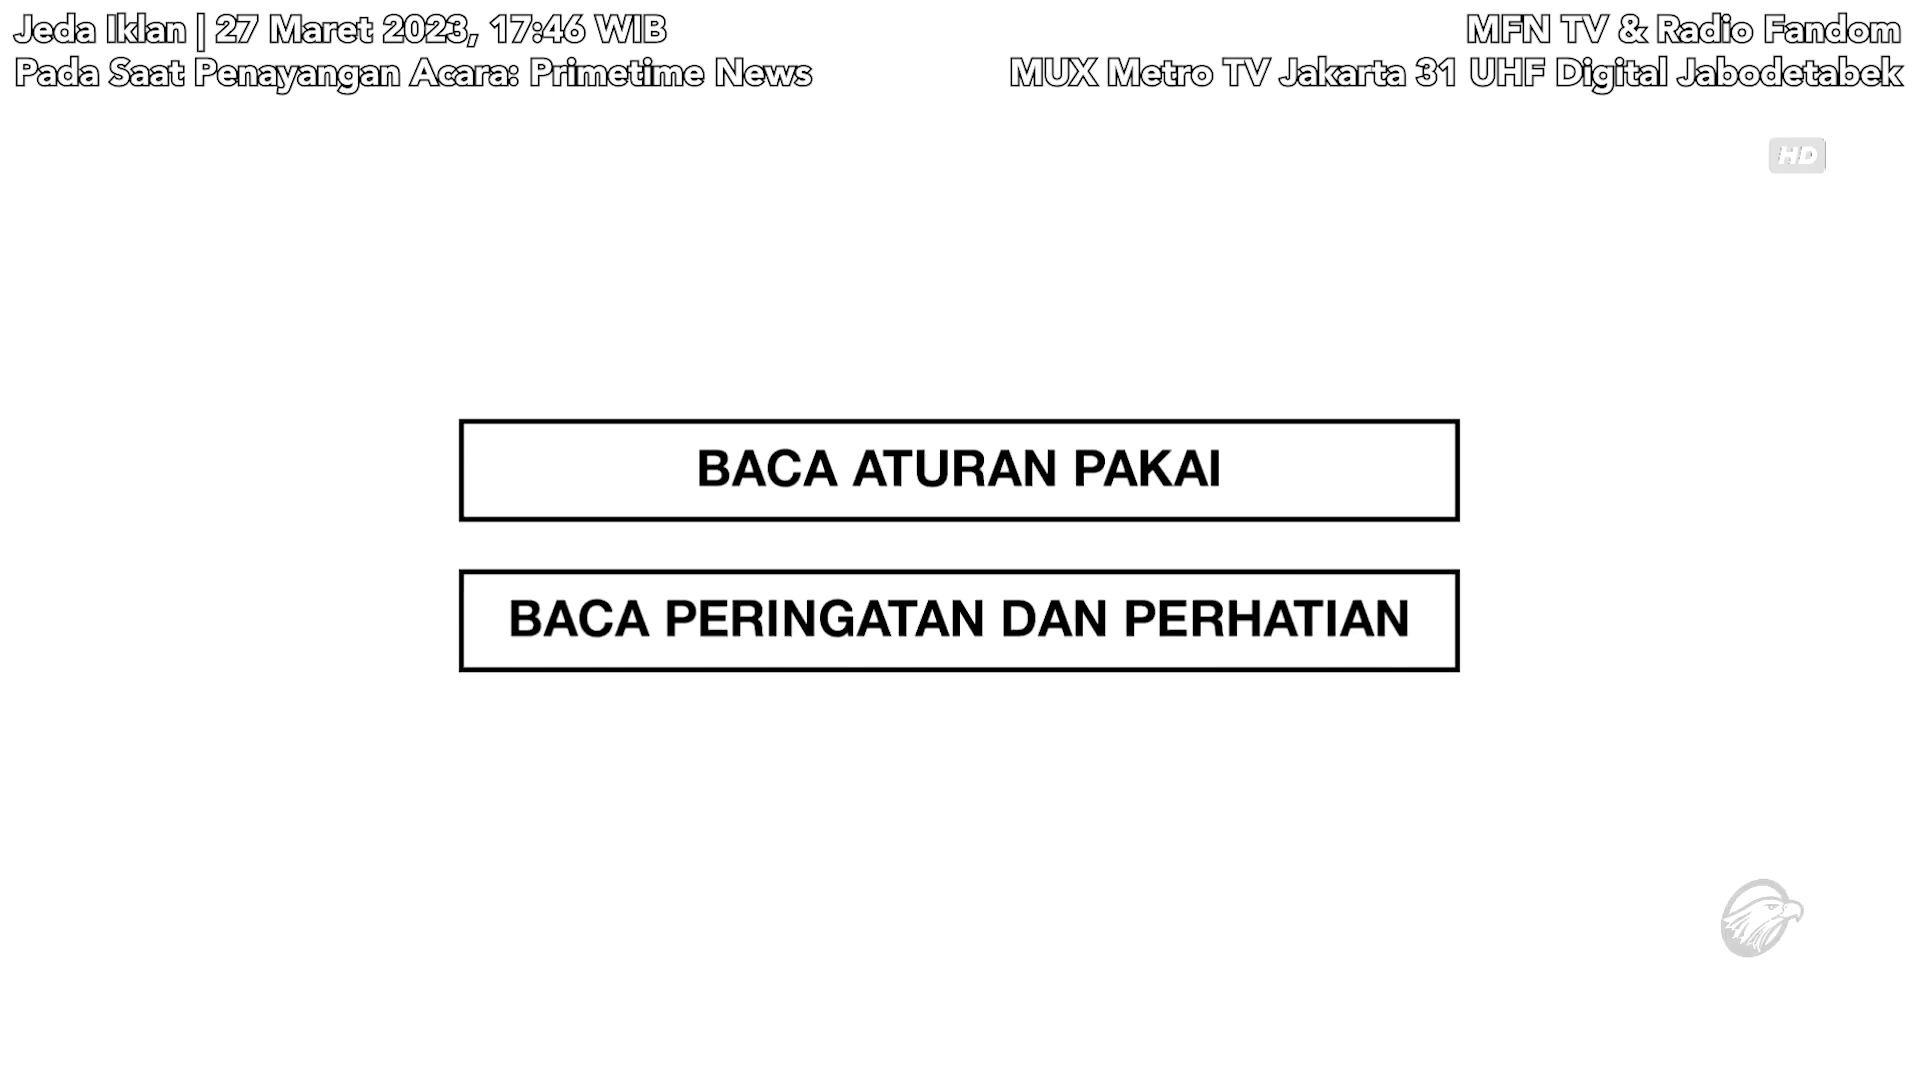 Jeda Iklan | 27 Maret 2023, 17:46 WIB
Pada Saat Penayangan Acara: Primetime News
MFN TV & Radio Fandom
MUX Metro TV Jakarta 31 UHF Digital Jabodetabek
HD
BACA ATURAN PAKAI
BACA PERINGATAN DAN PERHATIAN